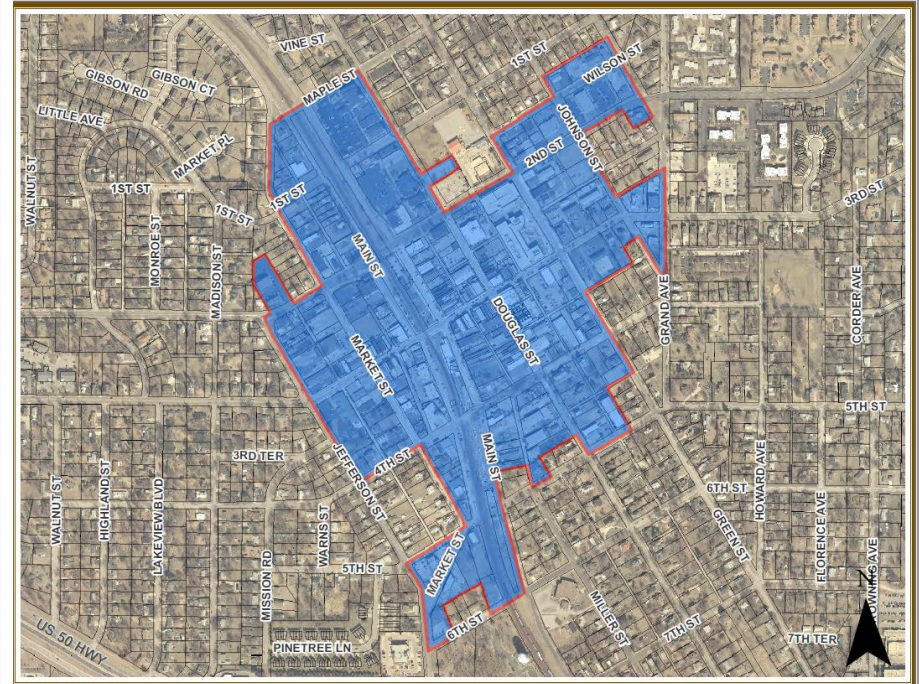 VINE ST
1ST ST
WILSON ST
GIBSON RD
GIBSON CT
MAPLE ST
LITTLE AVE
JOHNSON ST
MARKET PL
2ND ST
WALNUT ST
1ST ST
1ST ST
3RD ST
1ST ST
MONROE ST
MADISON ST
MAIN ST
GRAND AVE
CORDER AVE
DOUGLAS ST
MARKET ST
5TH ST
3RD TER
4TH ST
MAIN ST
JEFFERSON ST
WALNUT ST
HIGHLAND ST
LAKEVIEW BLVD
HOWARD AVE
6TH ST
WARNS ST
GREEN ST
FLORENCE AVE
MISSION RD
5TH ST
MARKET ST
N
MILLER ST
6TH ST
7TH ST
7TH TER
PINETREE LN
US 50 HWY